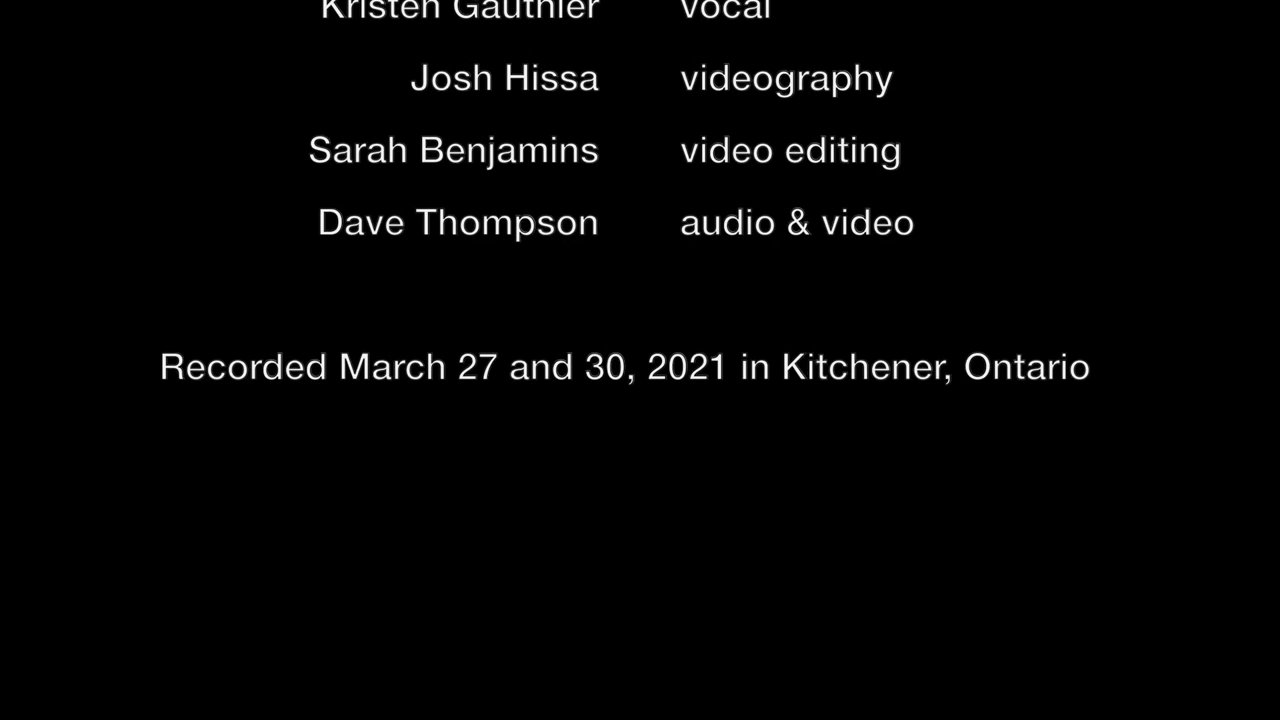 Kristen Gauthier vocal
Josh Hissa videography
Sarah Benjamins video editing
Dave Thompson audio & video
Recorded March 27 and 30, 2021 in Kitchener, Ontario